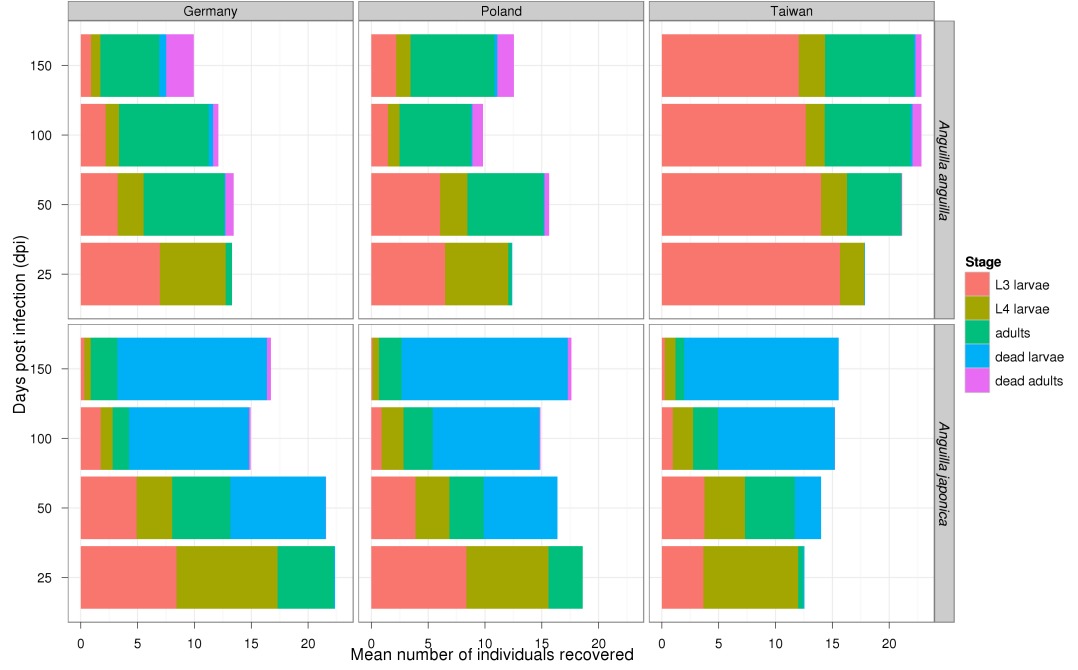 Germany Poland Taiwan
150
100
50
25
Anguilla anguilla
150
100
50
25
Anguilla japonica
Days post infection (dpi)
0 5 10 15 20 0 5 10 15 20 0 5 10 15 20
Mean number of individuals recovered
Stage
L3 larvae
L4 larvae
adults
dead larvae
dead adults